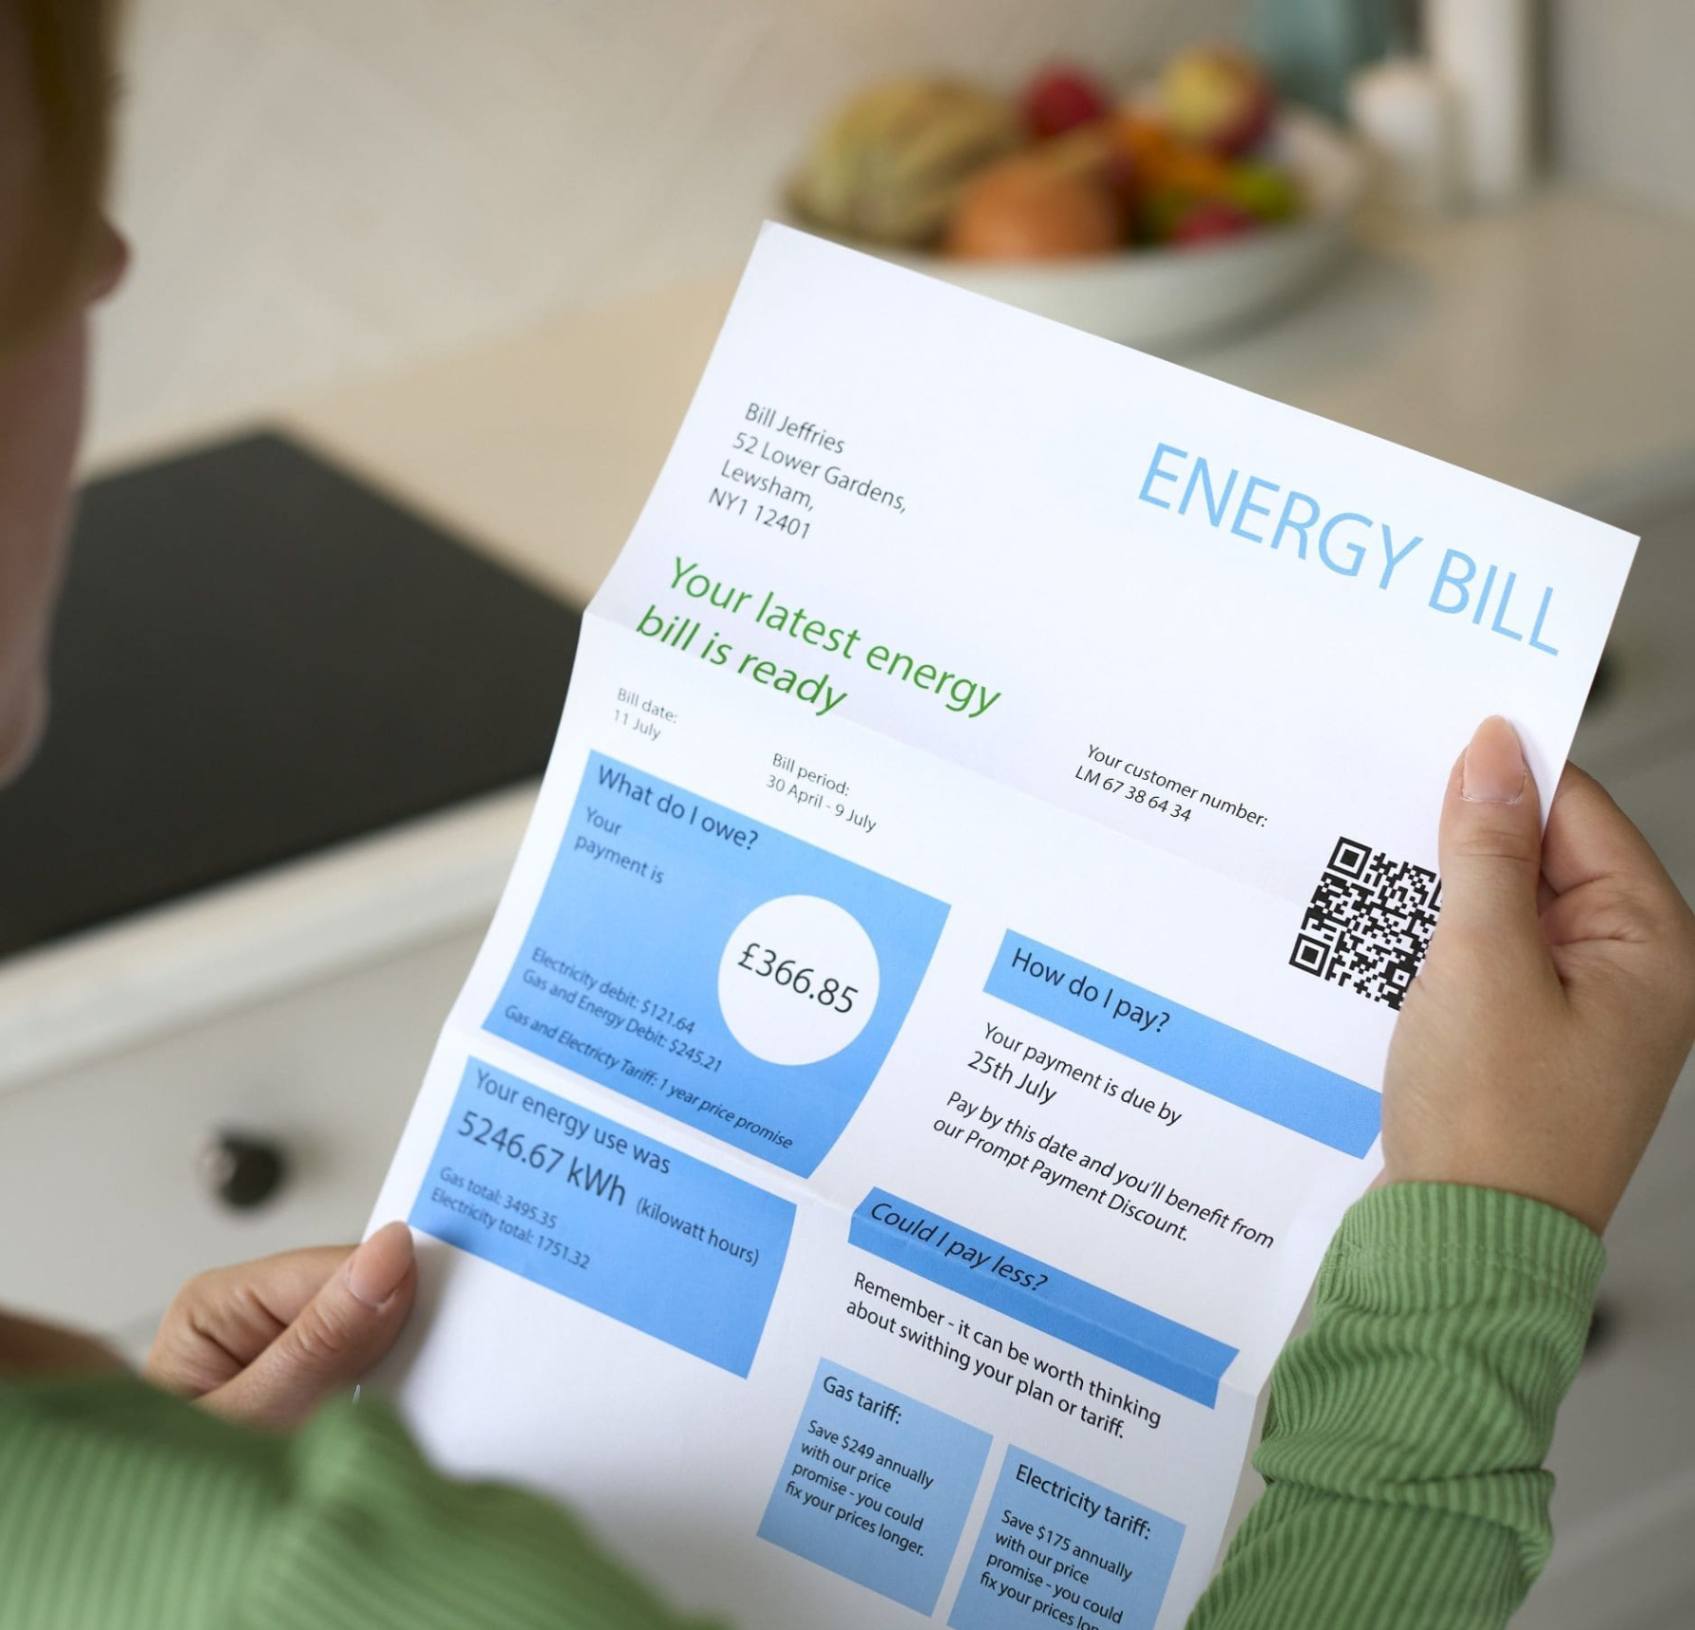 Bill Jeffries
52 Lower Gardens,
Lewsham,
NY1 12401
ENERGY BILL
Your latest energy
bill is ready
Bill date:
11 July
Bill period:
30 April - 9 July
Your customer number:
LM 67 38 64 34
What do I owe?
Your
payment is
£366.85
Electricity debit: $121.64
Gas and Energy Debit: $245.21
Gas and Electricty Tariff: 1 year price promise
Your energy use was
5246.67 kWh (kilowatt hours)
Gas total: 3495.35
Electricity total: 1751.32
How do I pay?
Your payment is due by
25th July
Pay by this date and you'll benefit from
our Prompt Payment Discount.
Could I pay less?
Remember - it can be worth thinking
about swithing your plan or tariff.
Gas tariff:
Save $249 annually
with our price
promise - you could
fix your prices longer.
Electricity tariff:
Save $175 annually
with our price
promise - you could
fix your prices